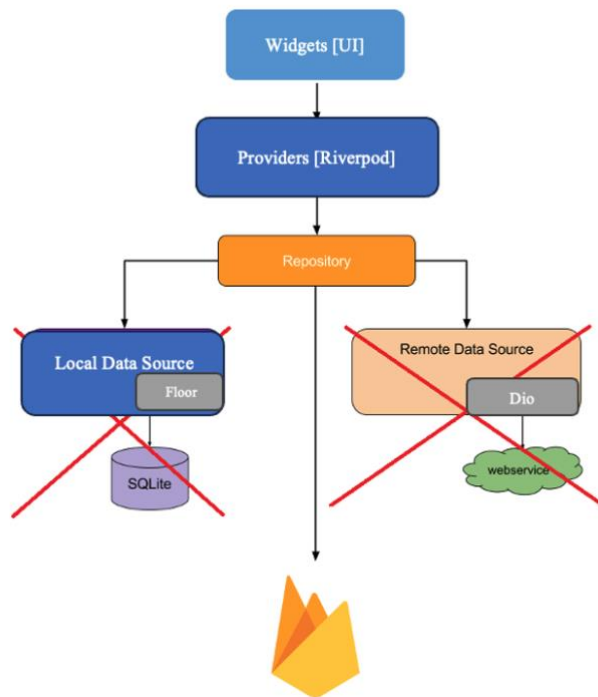 Widgets [UI]
Providers [Riverpod]
Repository
Local Data Source
Floor
SQLite
Remote Data Source
Dio
webservice